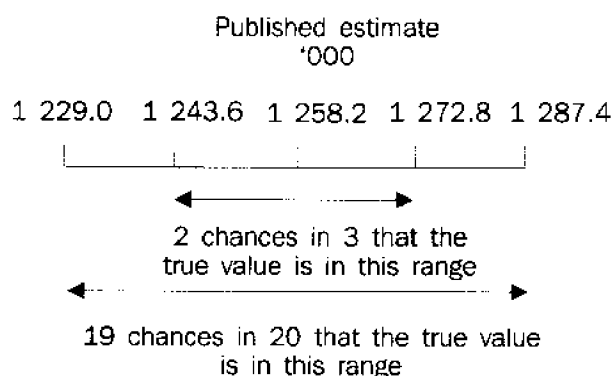 Published estimate
‘000
1 229.0 1 243.6 1 258.2 1 272.8 1 287.4
2 chances in 3 that the
true value is in this range
19 chances in 20 that the true value
is in this range